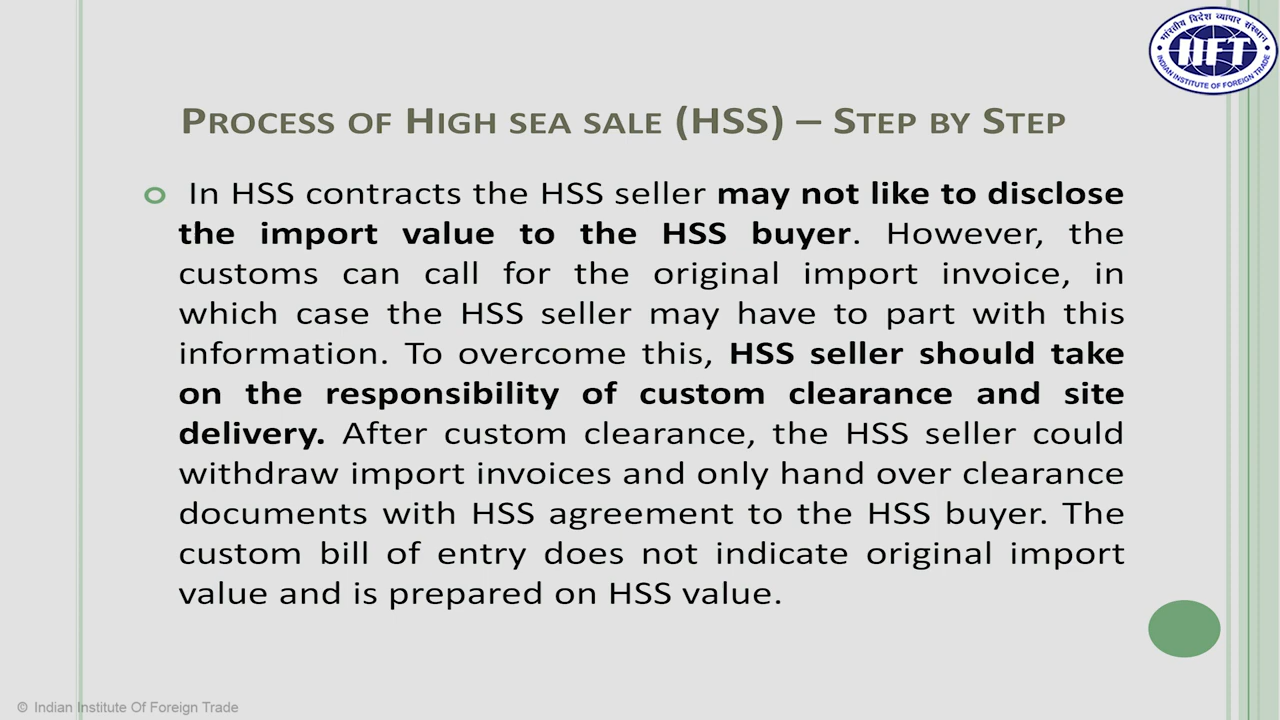 भारतीय विदेश व्यापार संस्थान
IIFT
INDIAN INSTITUTE OF FOREIGN TRADE
PROCESS OF HIGH SEA SALE (HSS) – STEP BY STEP
In HSS contracts the HSS seller may not like to disclose
the import value to the HSS buyer. However, the
customs can call for the original import invoice, in
which case the HSS seller may have to part with this
information. To overcome this, HSS seller should take
on the responsibility of custom clearance and site
delivery. After custom clearance, the HSS seller could
withdraw import invoices and only hand over clearance
documents with HSS agreement to the HSS buyer. The
custom bill of entry does not indicate original import
value and is prepared on HSS value.
© Indian Institute Of Foreign Trade